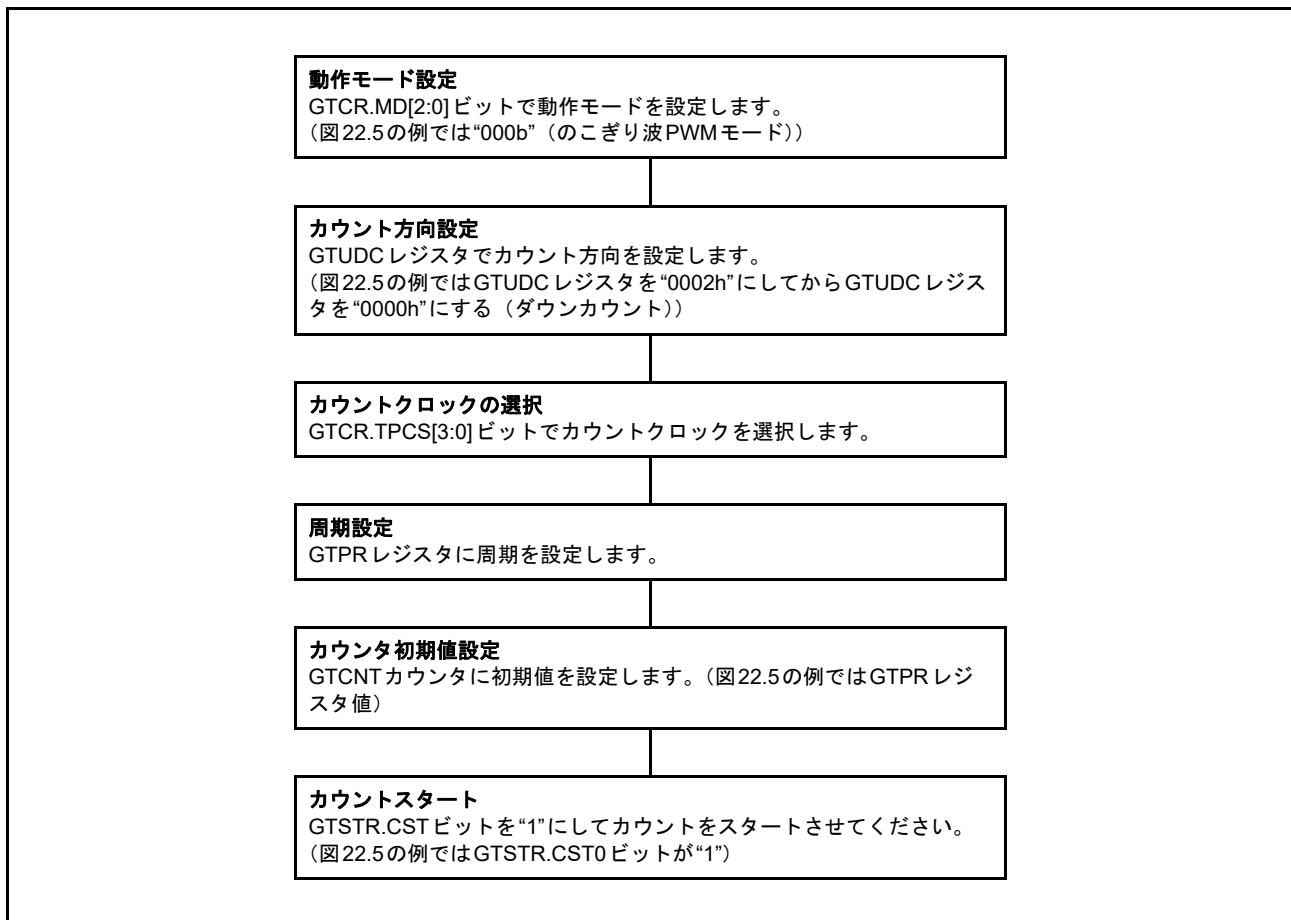 動作モード設定
GTCR.MD[2:0]ビットで動作モードを設定します。
(図22.5の例では“000b”(のこぎり波PWMモード))
カウント方向設定
GTUDCレジスタでカウント方向を設定します。
(図22.5の例ではGTUDCレジスタを“0002h”にしてからGTUDCレジス
タを“0000h”にする(ダウンカウント))
カウントクロックの選択
GTCR.TPCS[3:0]ビットでカウントクロックを選択します。
周期設定
GTPRレジスタに周期を設定します。
カウンタ初期値設定
GTCNTカウンタに初期値を設定します。(図22.5の例ではGTPRレジ
スタ値)
カウントスタート
GTSTR.CSTビットを“1”にしてカウントをスタートさせてください。
(図22.5の例ではGTSTR.CST0ビットが“1”)